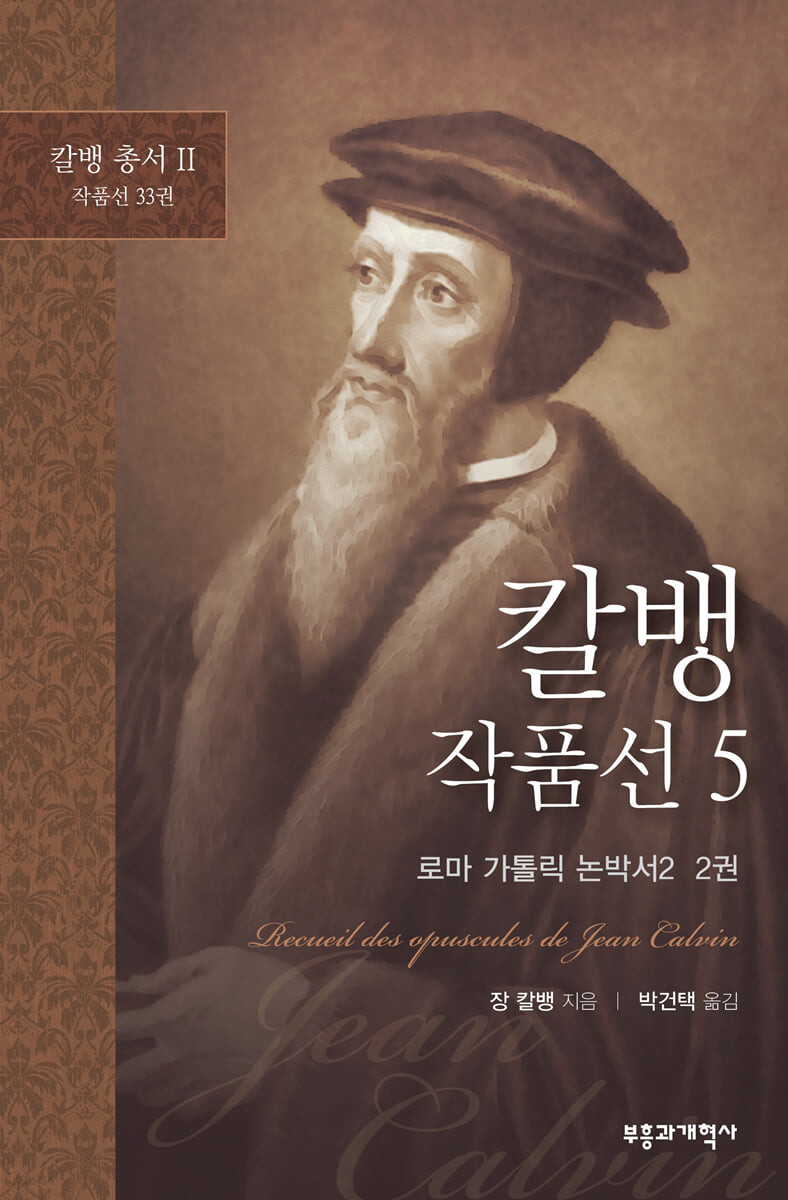 칼뱅 총서 II
작품선 33권
칼뱅
작품선 5
로마 가톨릭 논박서2 2권
Recueil des opuscules de Jean Calvin
장 칼뱅 지음 | 박건택 옮김
Jean
Calvin
부흥과개혁사